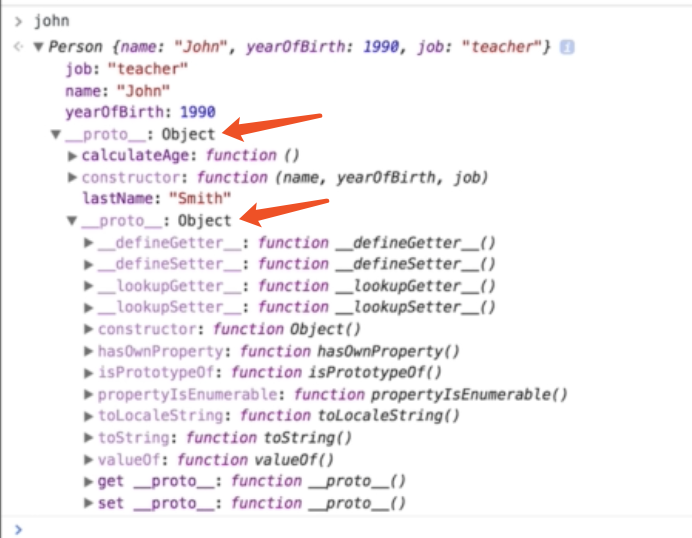 > john
Person {name: "John", yearOfBirth: 1990, job: "teacher"} i
job: "teacher"
name: "John"
yearOfBirth: 1990
__proto__: Object
calculateAge: function ()
constructor: function (name, yearOfBirth, job)
lastName: "Smith"
__proto__: Object
__defineGetter__: function __defineGetter__()
__defineSetter__: function __defineSetter__()
__lookupGetter__: function __lookupGetter__()
__lookupSetter__: function __lookupSetter__()
constructor: function Object()
hasOwnProperty: function hasOwnProperty()
isPrototypeOf: function isPrototypeOf()
propertyIsEnumerable: function propertyIsEnumerable()
toLocaleString: function toLocaleString()
toString: function toString()
valueOf: function valueOf()
get __proto__: function __proto__()
set __proto__: function __proto__()
>